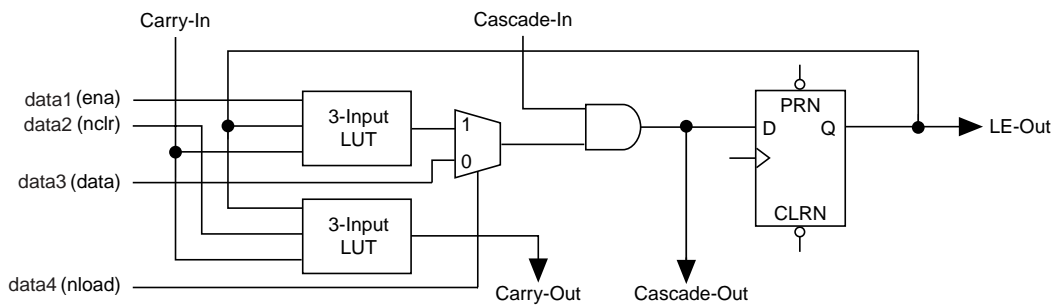 Carry-In
Cascade-In
data1 (ena)
data2 (nclr)
3-Input
LUT
1
0
PRN
D
Q
LE-Out
data3 (data)
3-Input
LUT
CLRN
data4 (nload)
Carry-Out
Cascade-Out